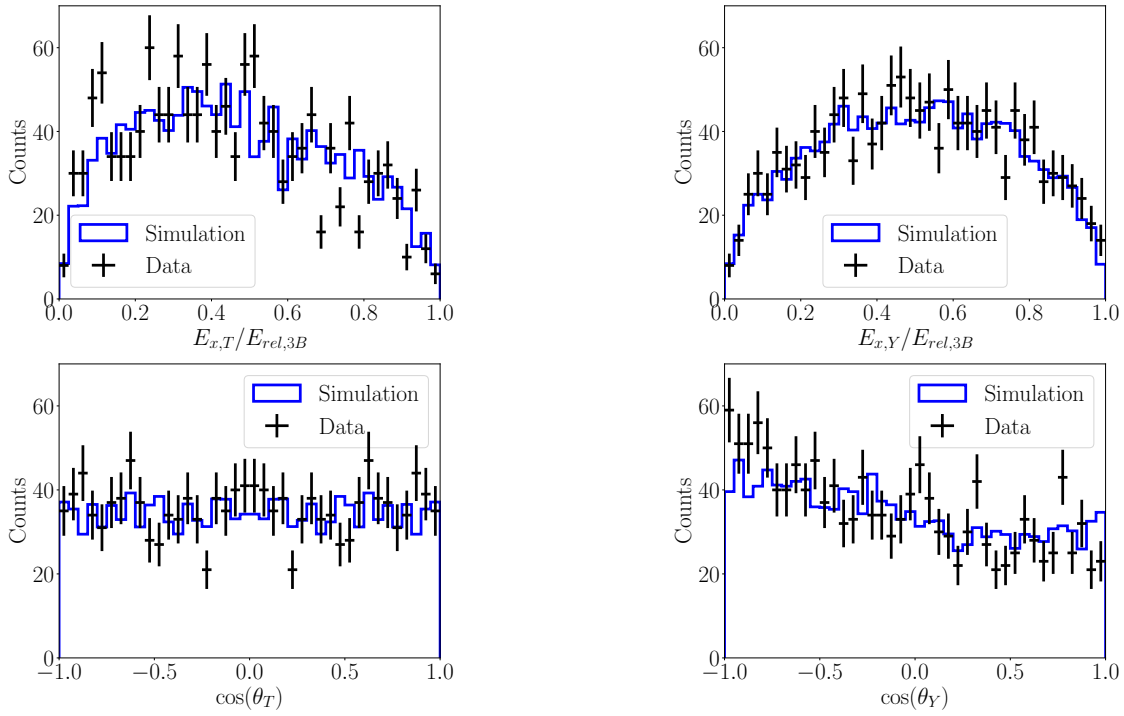 60
40
20
0
Counts
Simulation
Data
0.0 0.2 0.4 0.6 0.8 1.0
E_{x,T}/E_{rel,3B}
60
40
20
0
Counts
Simulation
Data
0.0 0.2 0.4 0.6 0.8 1.0
E_{x,Y}/E_{rel,3B}
60
40
20
0
Counts
Simulation
Data
−1.0 −0.5 0.0 0.5 1.0
cos(θ_T)
60
40
20
0
Counts
Simulation
Data
−1.0 −0.5 0.0 0.5 1.0
cos(θ_Y)